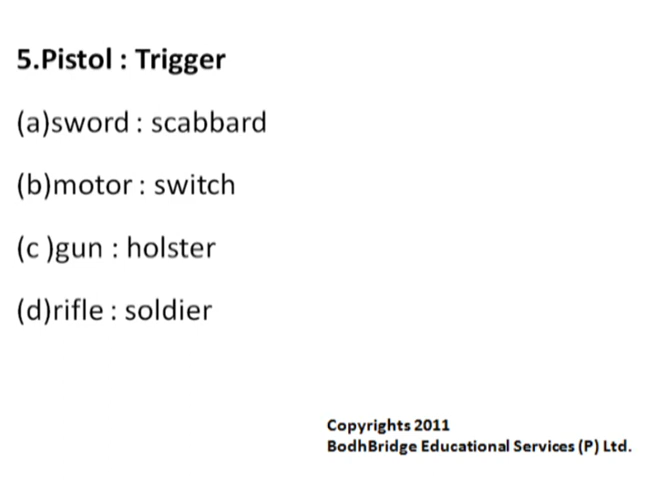 5.Pistol : Trigger
(a)sword : scabbard
(b)motor : switch
(c )gun : holster
(d)rifle : soldier
Copyrights 2011
BodhBridge Educational Services (P) Ltd.